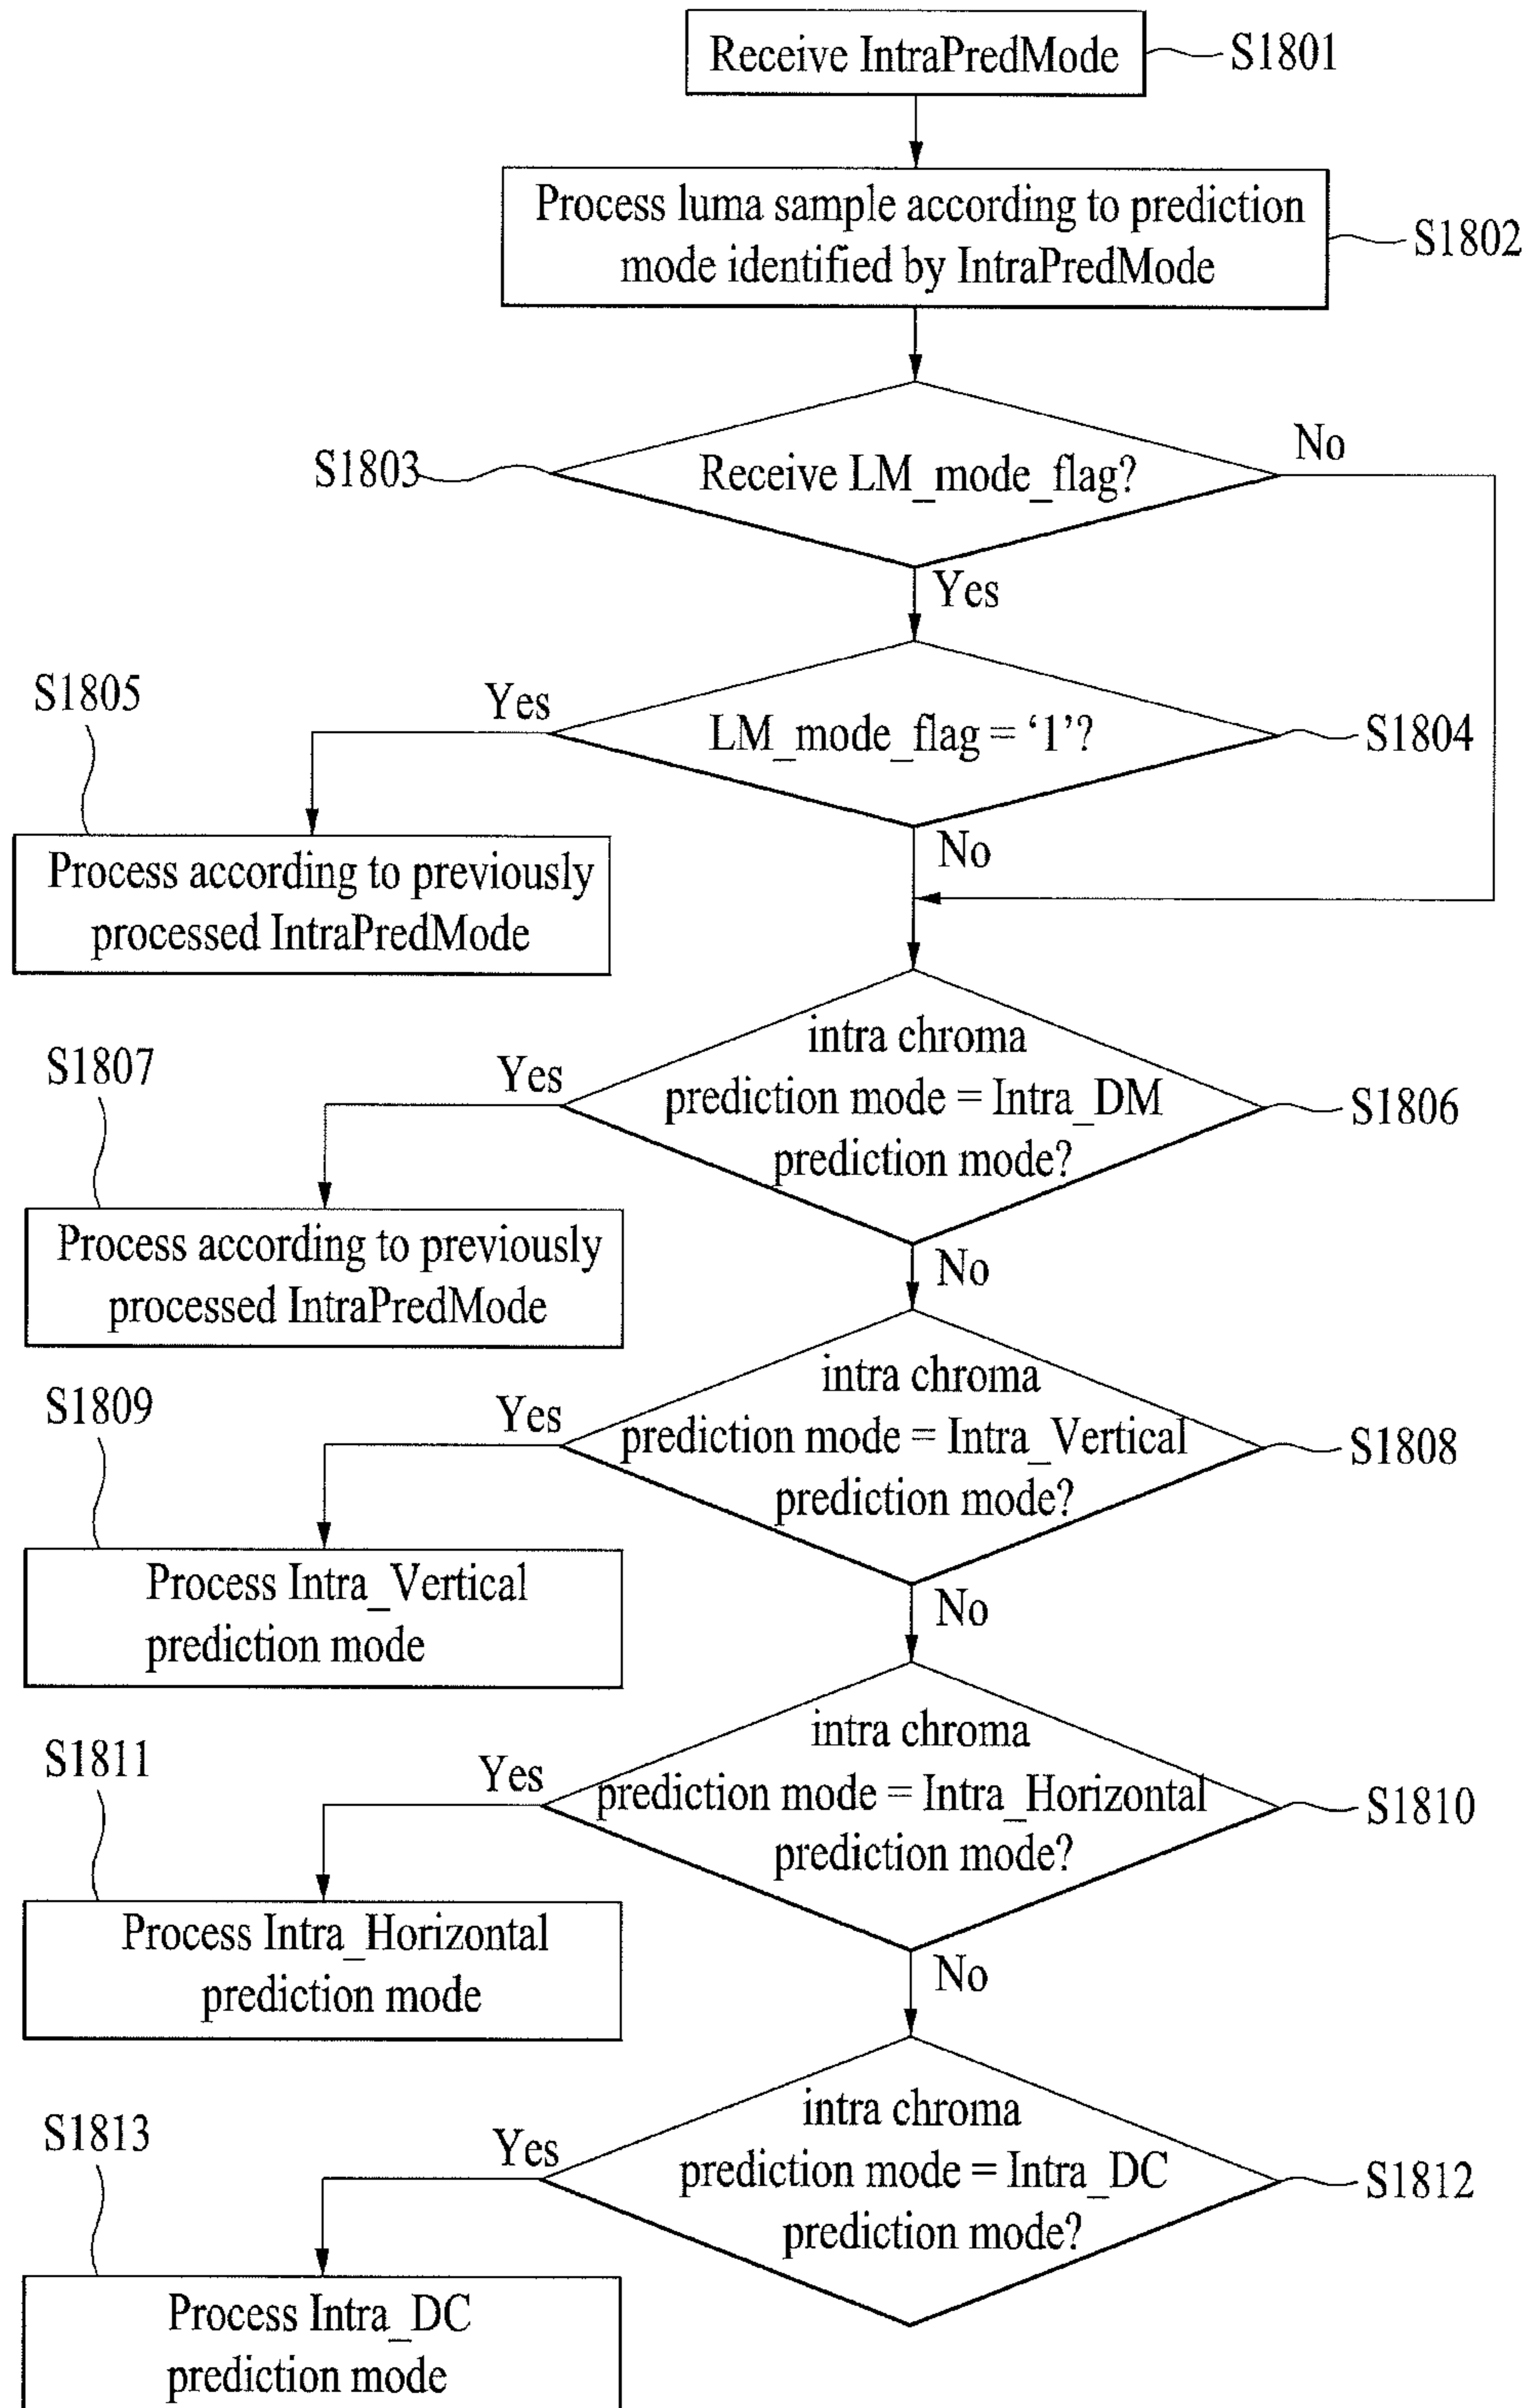 Receive IntraPredMode
S1801
Process luma sample according to prediction
mode identified by IntraPredMode
S1802
S1803
Receive LM_mode_flag?
No
Yes
S1805
Yes
LM_mode_flag = ‘1’?
S1804
Process according to previously
processed IntraPredMode
No
S1807
Yes
intra chroma
prediction mode = Intra_DM
prediction mode?
S1806
Process according to previously
processed IntraPredMode
No
S1809
Yes
intra chroma
prediction mode = Intra_Vertical
prediction mode?
S1808
Process Intra_Vertical
prediction mode
No
S1811
Yes
intra chroma
prediction mode = Intra_Horizontal
prediction mode?
S1810
Process Intra_Horizontal
prediction mode
No
S1813
Yes
intra chroma
prediction mode = Intra_DC
prediction mode?
S1812
Process Intra_DC
prediction mode